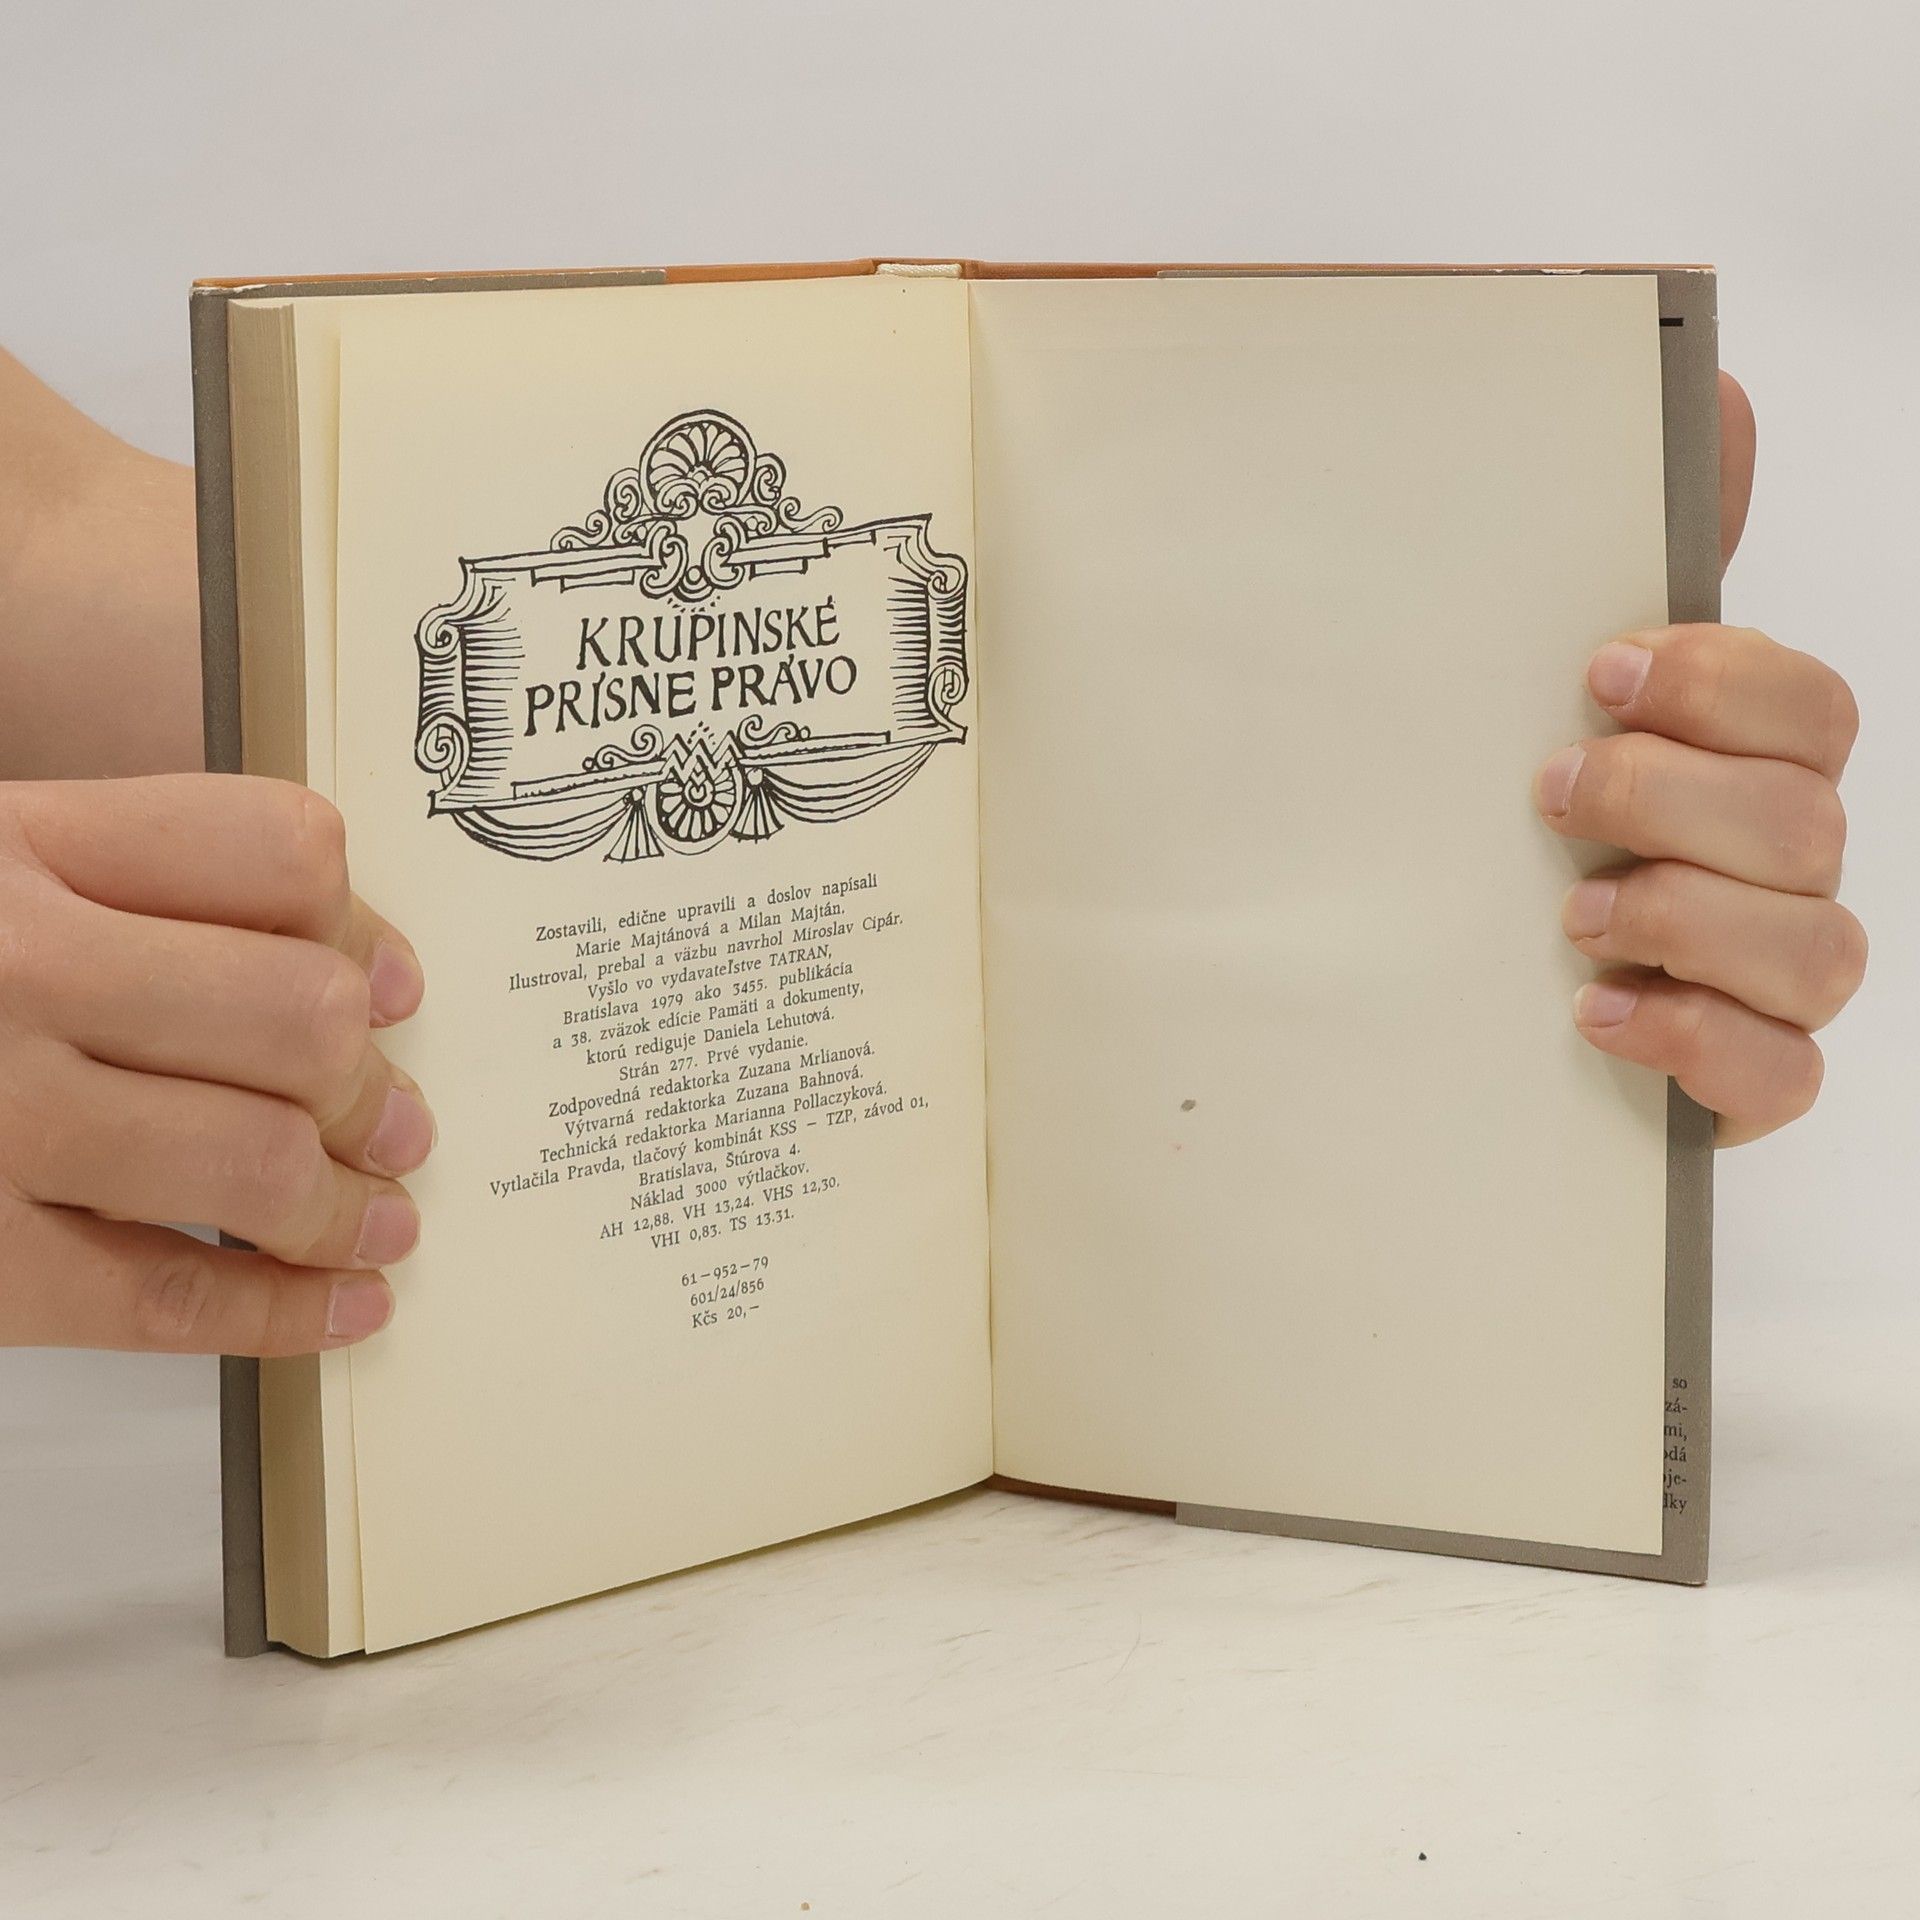 KRUPINSKÉ
PRÍSNE PRÁVO
Zostavili, edične upravili a doslov napísali
Marie Majtánová a Milan Majtán.
Ilustroval, prebal a väzbu navrhol Miroslav Cipár.
Vyšlo vo vydavateľstve TATRAN,
Bratislava 1979 ako 3455. publikácia
a 38. zväzok edície Pamäti a dokumenty,
ktorú rediguje Daniela Lehutová.
Strán 277. Prvé vydanie.
Zodpovedná redaktorka Zuzana Mrlianová.
Výtvarná redaktorka Zuzana Bahnová.
Technická redaktorka Marianna Pollaczyková.
Vytlačila Pravda, tlačový kombinát KSS — TZP, závod 01,
Bratislava, Štúrova 4.
Náklad 3000 výtlačkov.
AH 12,88. VH 13,24. VHS 12,30.
VHI 0,83. TS 13.31.
61—952—79
601/24/856
Kčs 20,—
so
zá-
mi,